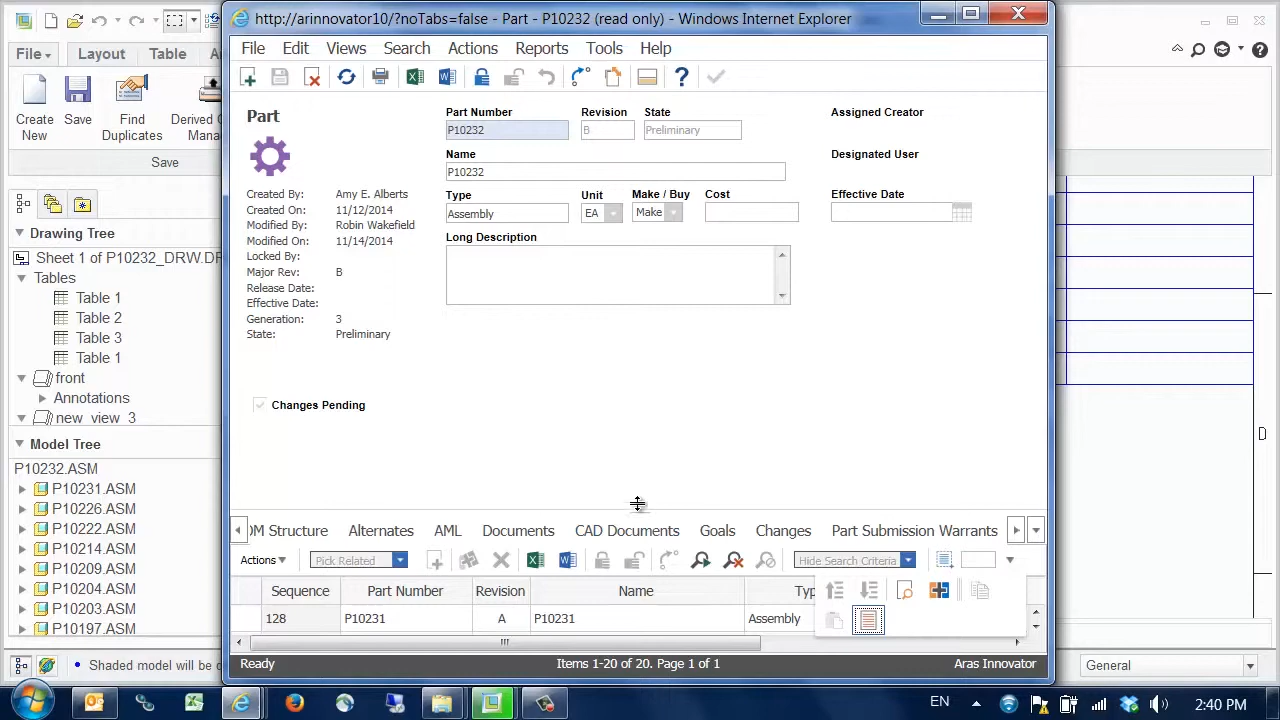 http://arinnovator10/?noTabs=false - Part - P10232 (read only) - Windows Internet Explorer
File Edit Views Search Actions Reports Tools Help
File Layout Table
Create New
Save
Find Duplicates
Save
Drawing Tree
Sheet 1 of P10232_DRW.DR
Tables
Table 1
Table 2
Table 3
Table 1
front
Annotations
new_view_3
Model Tree
P10232.ASM
P10231.ASM
P10226.ASM
P10222.ASM
P10214.ASM
P10209.ASM
P10204.ASM
P10203.ASM
P10197.ASM
Part
Created By: Amy E. Alberts
Created On: 11/12/2014
Modified By: Robin Wakefield
Modified On: 11/14/2014
Locked By:
Major Rev: B
Release Date:
Effective Date:
Generation: 3
State: Preliminary
Changes Pending
Part Number Revision State Assigned Creator
P10232 B Preliminary
Name Designated User
P10232
Type Unit Make / Buy Cost Effective Date
Assembly EA Make
Long Description
OM Structure Alternates AML Documents CAD Documents Goals Changes Part Submission Warrants
Actions Pick Related Hide Search Criteria
Sequence Part Number Revision Name Typ
128 P10231 A P10231 Assembly
Ready Items 1-20 of 20. Page 1 of 1 Aras Innovator
Shaded model will be General
D
EN 2:40 PM